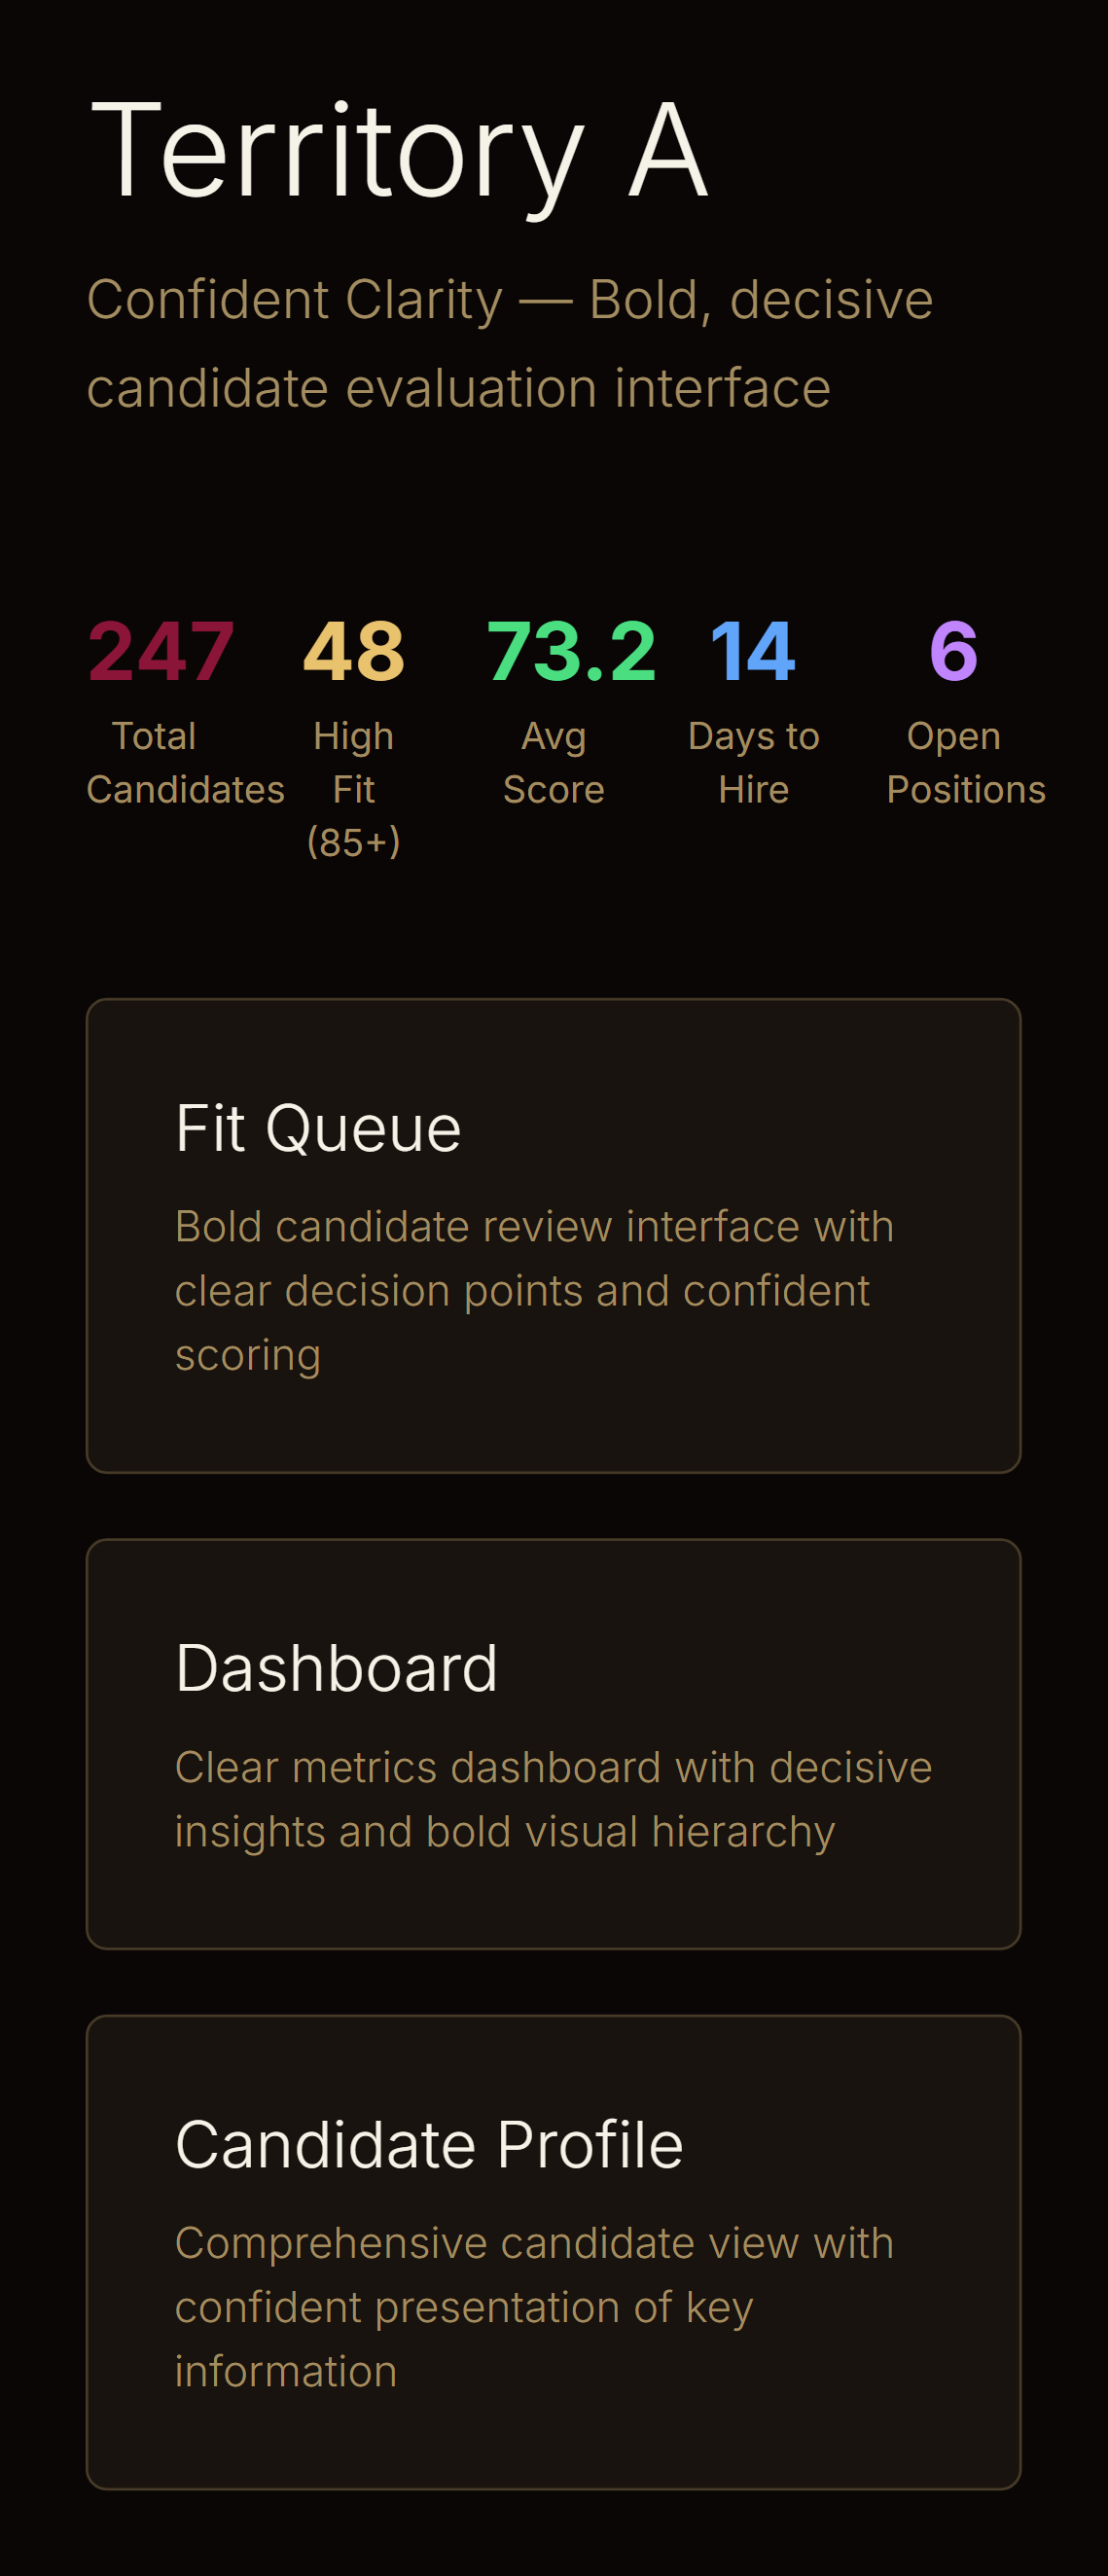 Territory A
Confident Clarity — Bold, decisive
candidate evaluation interface
247
Total
Candidates
48
High
Fit
(85+)
73.2
Avg
Score
14
Days to
Hire
6
Open
Positions
Fit Queue
Bold candidate review interface with
clear decision points and confident
scoring
Dashboard
Clear metrics dashboard with decisive
insights and bold visual hierarchy
Candidate Profile
Comprehensive candidate view with
confident presentation of key
information